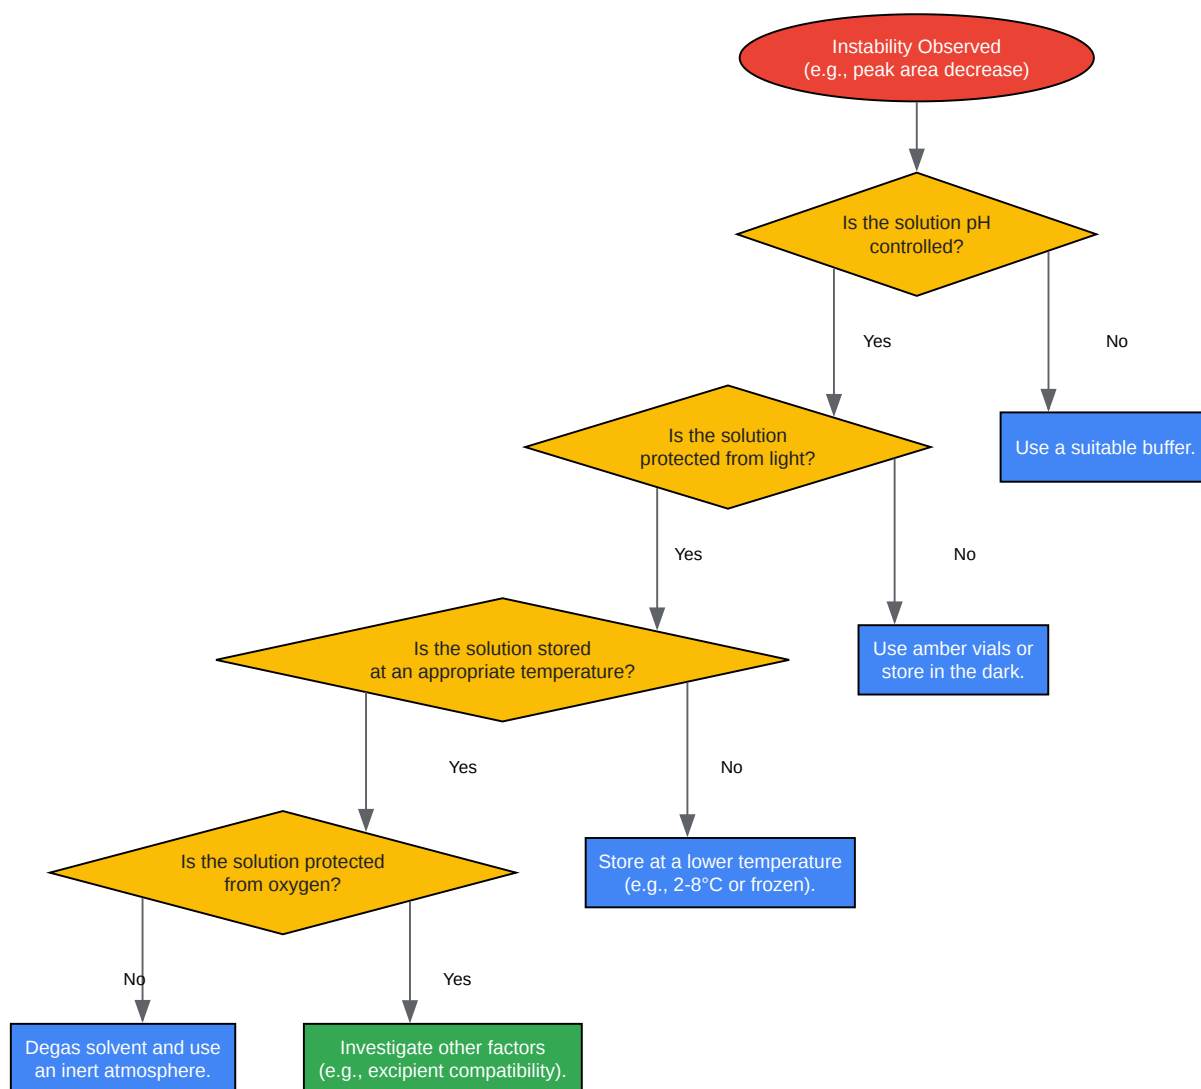 Instability Observed
(e.g., peak area decrease)
Is the solution pH
controlled?
Yes
No
Is the solution
protected from light?
Use a suitable buffer.
Yes
No
Is the solution stored
at an appropriate temperature?
Use amber vials or
store in the dark.
Yes
No
Is the solution protected
from oxygen?
Store at a lower temperature
(e.g., 2-8°C or frozen).
No
Yes
Degas solvent and use
an inert atmosphere.
Investigate other factors
(e.g., excipient compatibility).